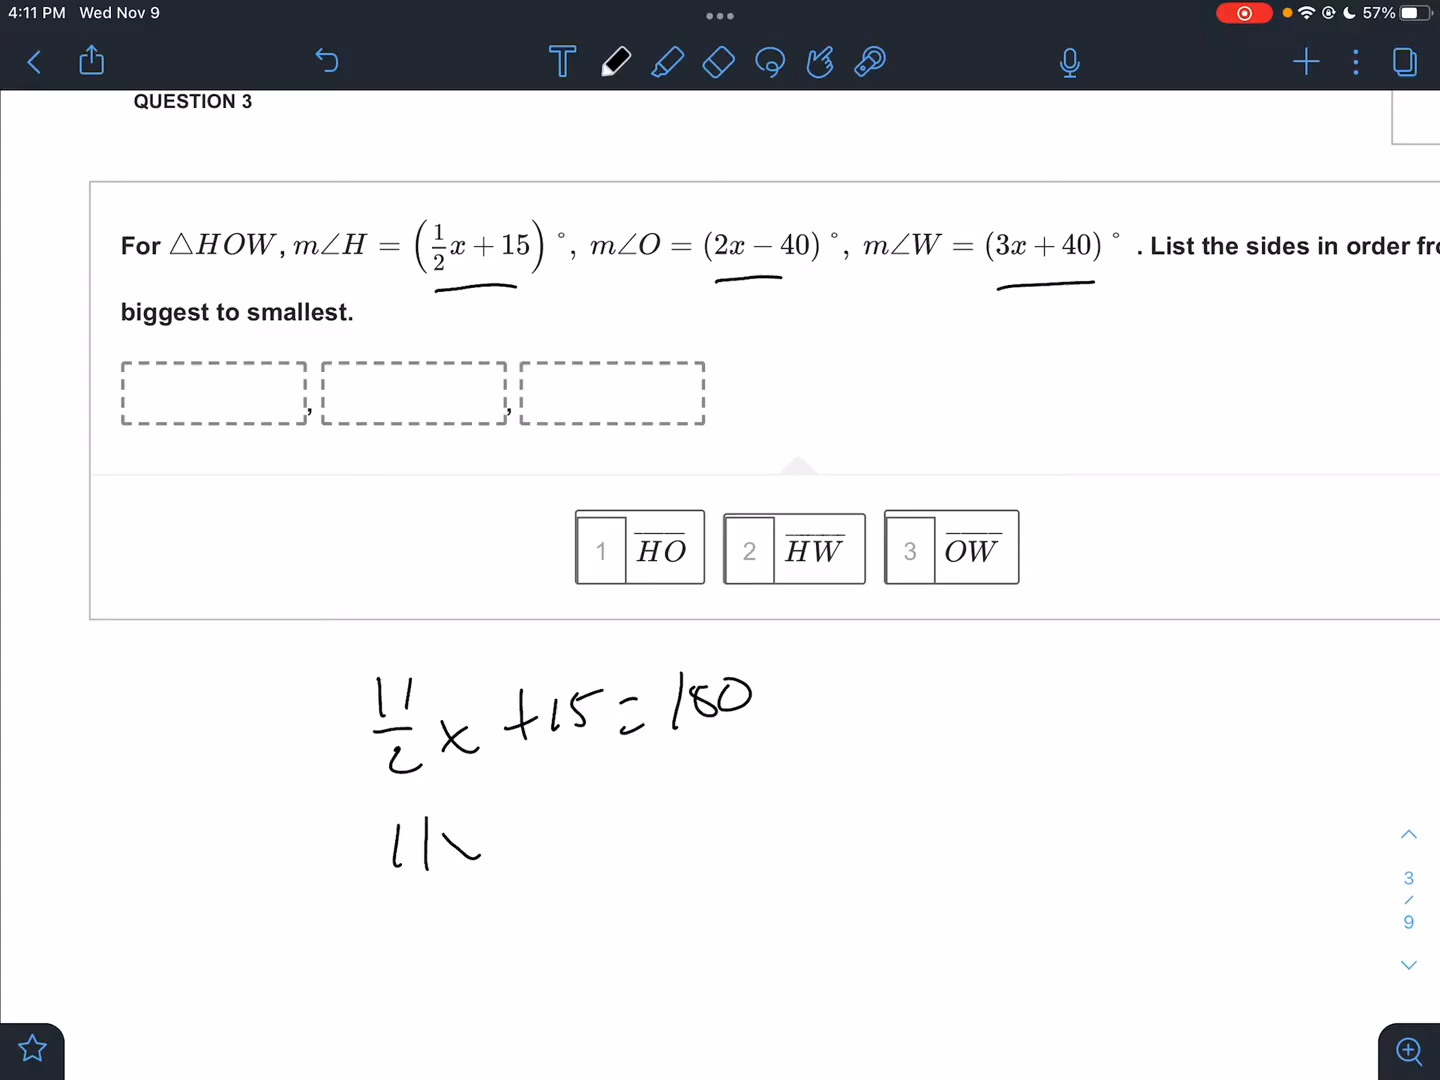 4:11 PM Wed Nov 9
57%
QUESTION 3
For △HOW, m∠H = (1/2x + 15)°, m∠O = (2x − 40)°, m∠W = (3x + 40)°. List the sides in order fro
biggest to smallest.
, ,
1 HO 2 HW 3 OW
11/2 x + 15 = 180
3
/
9